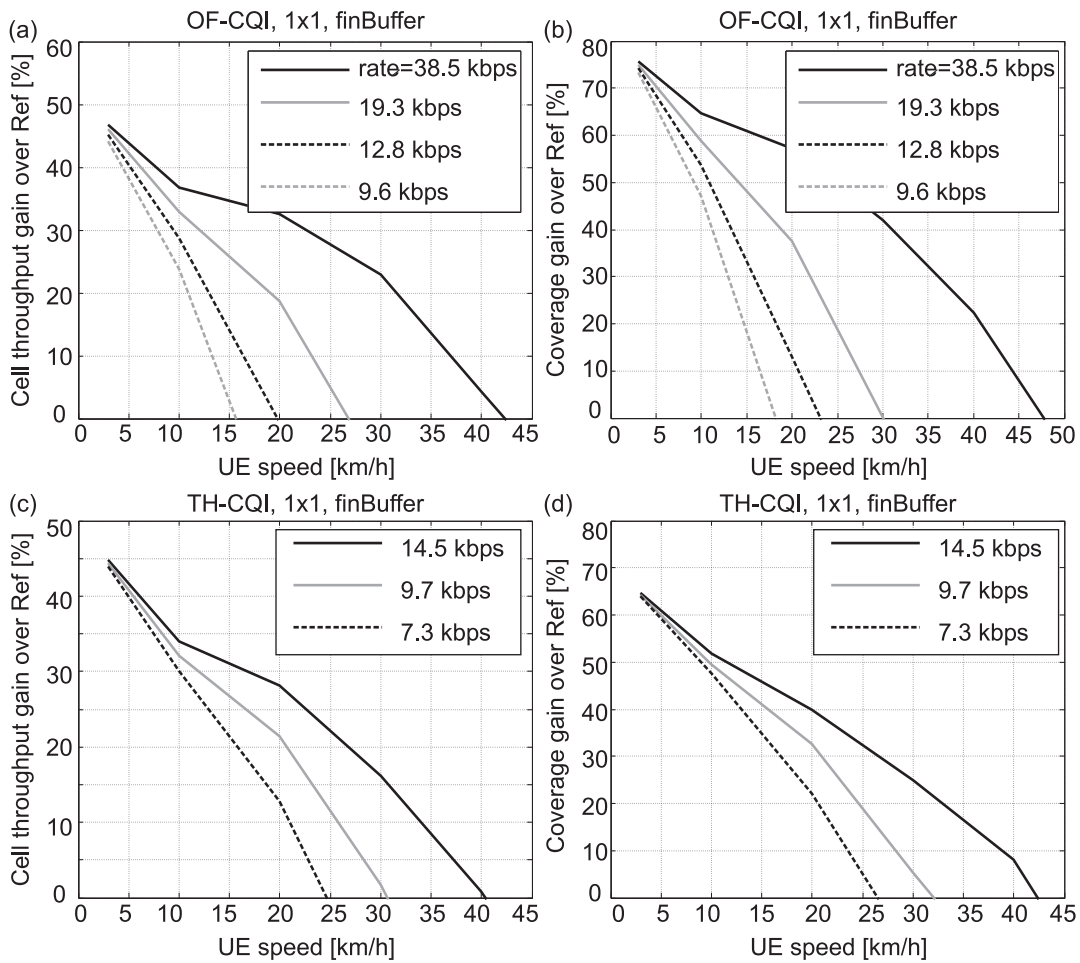 (a)
OF-CQI, 1x1, finBuffer
Cell throughput gain over Ref [%]
60
50
40
30
20
10
0
rate=38.5 kbps
19.3 kbps
12.8 kbps
9.6 kbps
0 5 10 15 20 25 30 35 40 45
UE speed [km/h]
(b)
OF-CQI, 1x1, finBuffer
Coverage gain over Ref [%]
80
70
60
50
40
30
20
10
0
rate=38.5 kbps
19.3 kbps
12.8 kbps
9.6 kbps
0 5 10 15 20 25 30 35 40 45 50
UE speed [km/h]
(c)
TH-CQI, 1x1, finBuffer
Cell throughput gain over Ref [%]
50
40
30
20
10
0
14.5 kbps
9.7 kbps
7.3 kbps
0 5 10 15 20 25 30 35 40 45
UE speed [km/h]
(d)
TH-CQI, 1x1, finBuffer
Coverage gain over Ref [%]
80
70
60
50
40
30
20
10
0
14.5 kbps
9.7 kbps
7.3 kbps
0 5 10 15 20 25 30 35 40 45
UE speed [km/h]